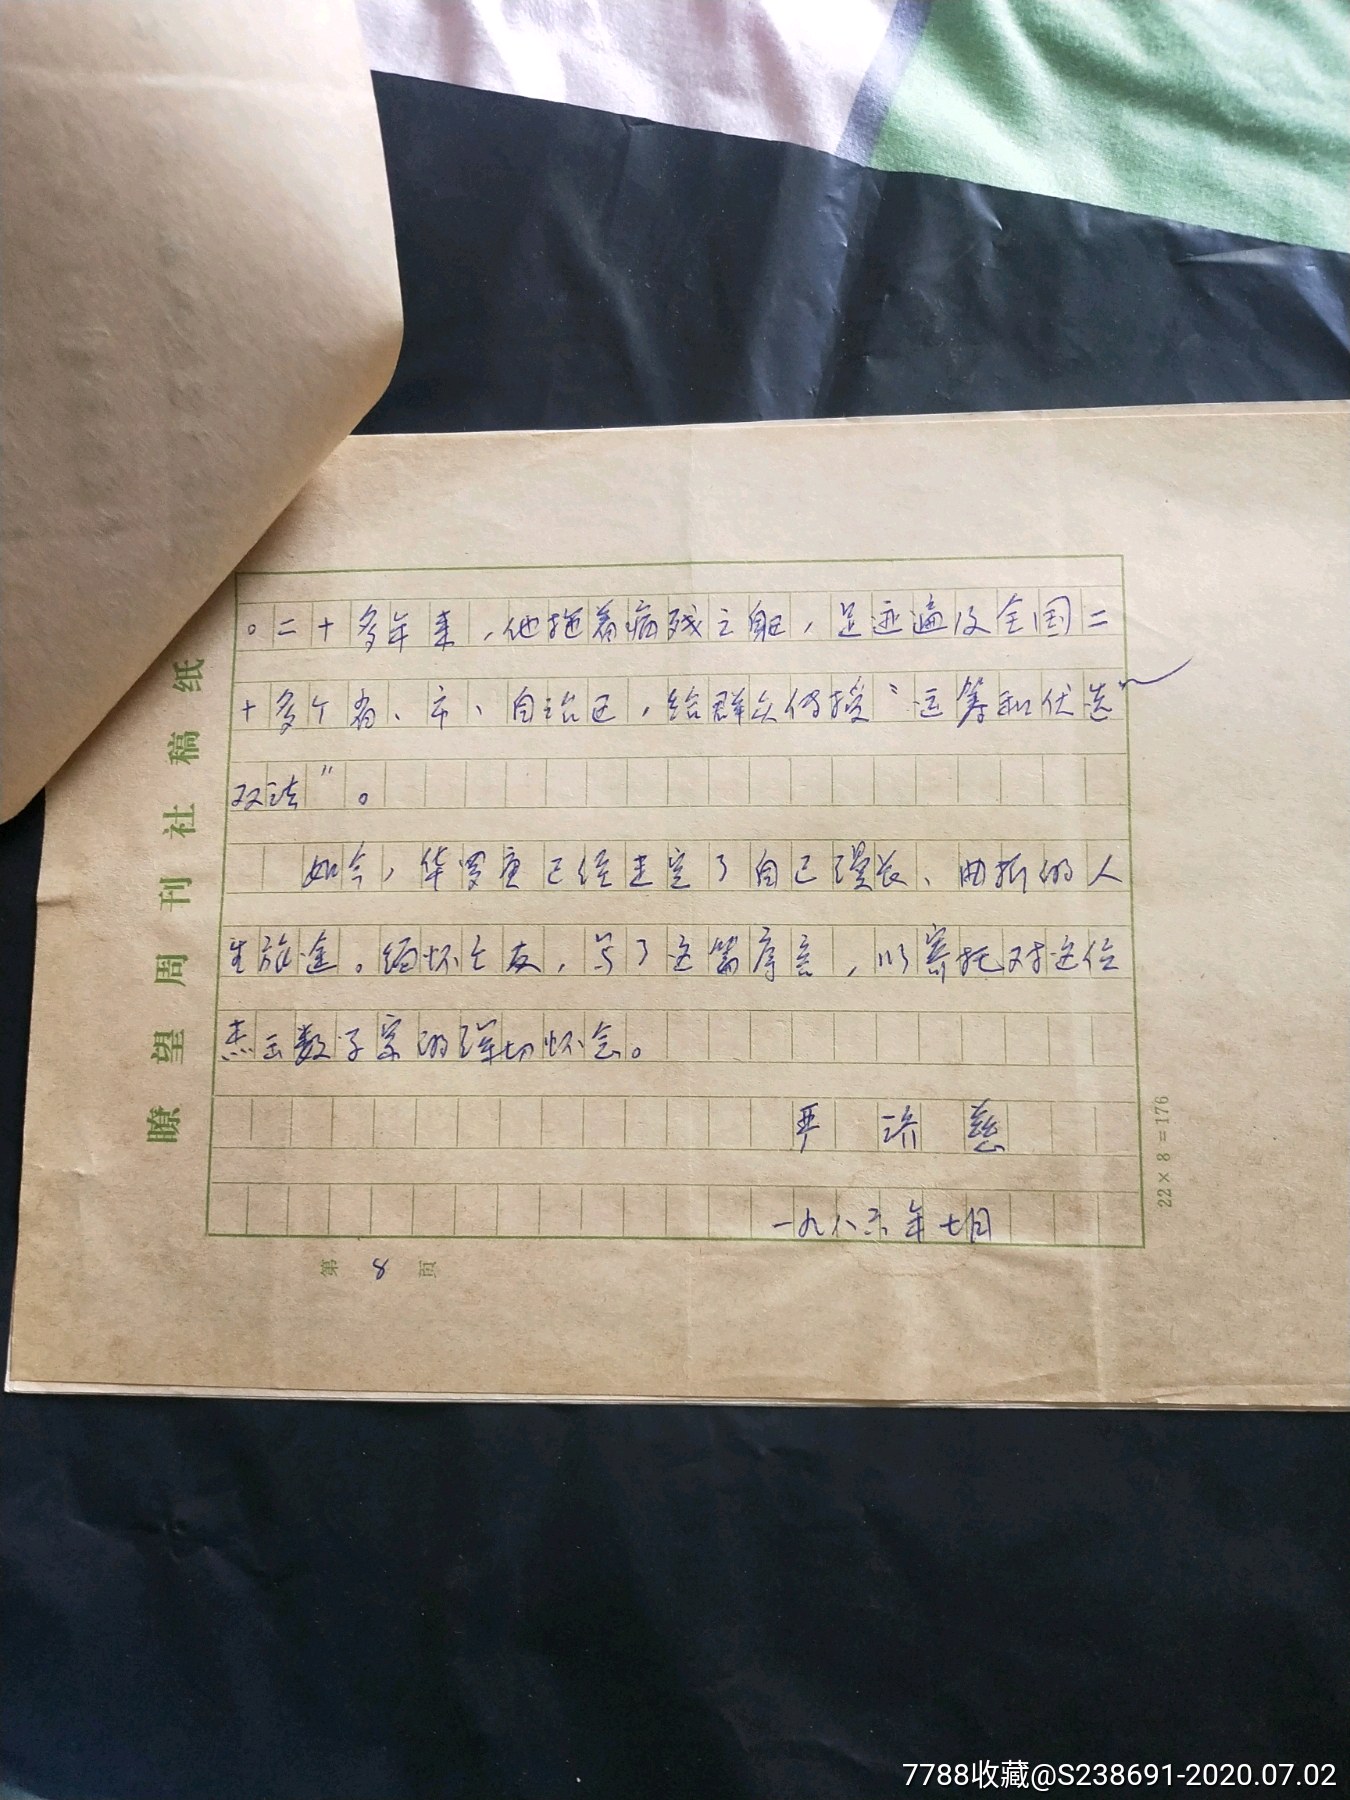 。二十多年来，他拖着病残之躯，足迹遍及全国二
十多个省、市、自治区，给群众传授“运筹和优选
双法”。
如今，华罗庚已经走完了自己漫长、曲折的人
生旅途。缅怀亡友，写了这篇序言，以寄托对这位
杰出数学家的深切怀念。
严济慈
一九八六年七月
第8页
瞭望周刊社稿纸
22×8=176
7788收藏@S238691-2020.07.02